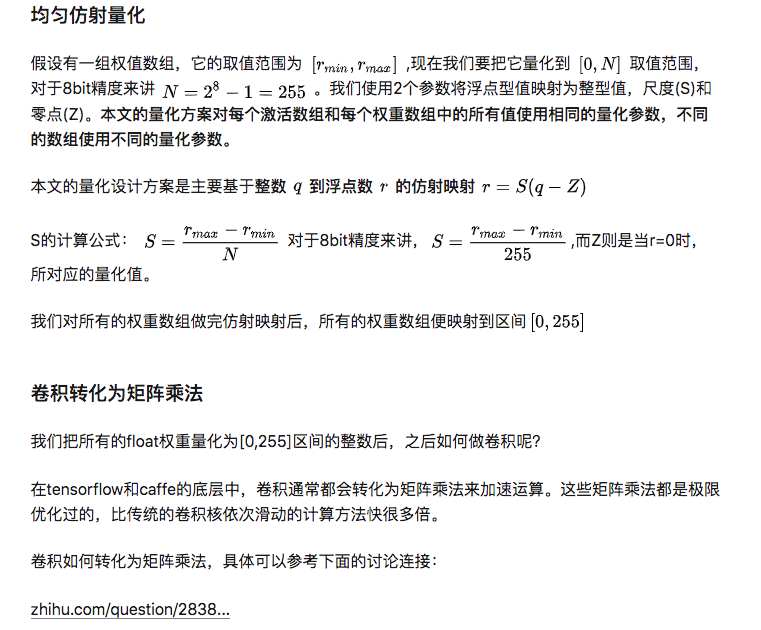 均匀仿射量化
假设有一组权值数组，它的取值范围为 [r_min, r_max] ,现在我们要把它量化到 [0, N] 取值范围，
对于8bit精度来讲 N = 2^8 − 1 = 255 。我们使用2个参数将浮点型值映射为整型值，尺度(S)和
零点(Z)。本文的量化方案对每个激活数组和每个权重数组中的所有值使用相同的量化参数，不同
的数组使用不同的量化参数。
本文的量化设计方案是主要基于整数 q 到浮点数 r 的仿射映射 r = S(q − Z)
S的计算公式： S = (r_max − r_min) / N 对于8bit精度来讲， S = (r_max − r_min) / 255 ,而Z则是当r=0时，
所对应的量化值。
我们对所有的权重数组做完仿射映射后，所有的权重数组便映射到区间 [0, 255]
卷积转化为矩阵乘法
我们把所有的float权重量化为[0,255]区间的整数后，之后如何做卷积呢?
在tensorflow和caffe的底层中，卷积通常都会转化为矩阵乘法来加速运算。这些矩阵乘法都是极限
优化过的，比传统的卷积核依次滑动的计算方法快很多倍。
卷积如何转化为矩阵乘法，具体可以参考下面的讨论连接：
zhihu.com/question/2838...